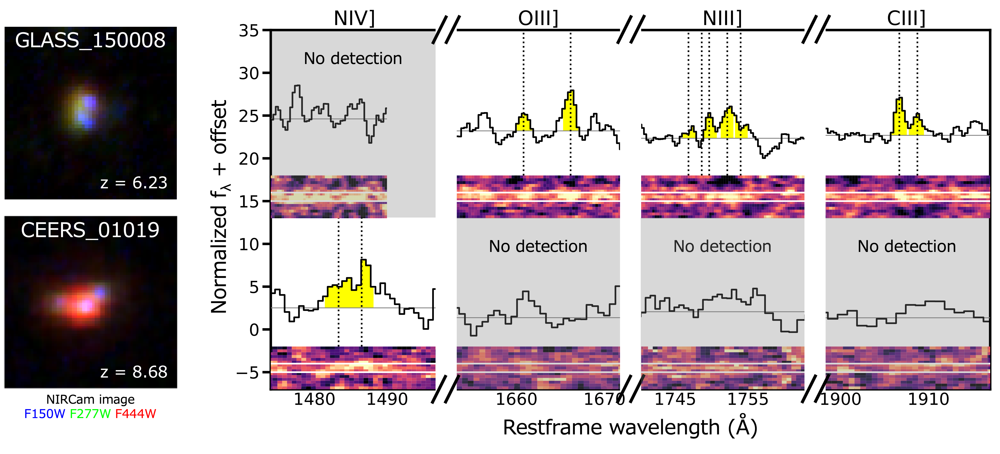 GLASS_150008
z = 6.23
CEERS_01019
z = 8.68
NIRCam image
F150W F277W F444W
NIV] OIII] NIII] CIII]
Normalized fλ + offset
35
30
25
20
15
10
5
0
−5
No detection
No detection No detection No detection
1480 1490 1660 1670 1745 1755 1900 1910
Restframe wavelength (Å)